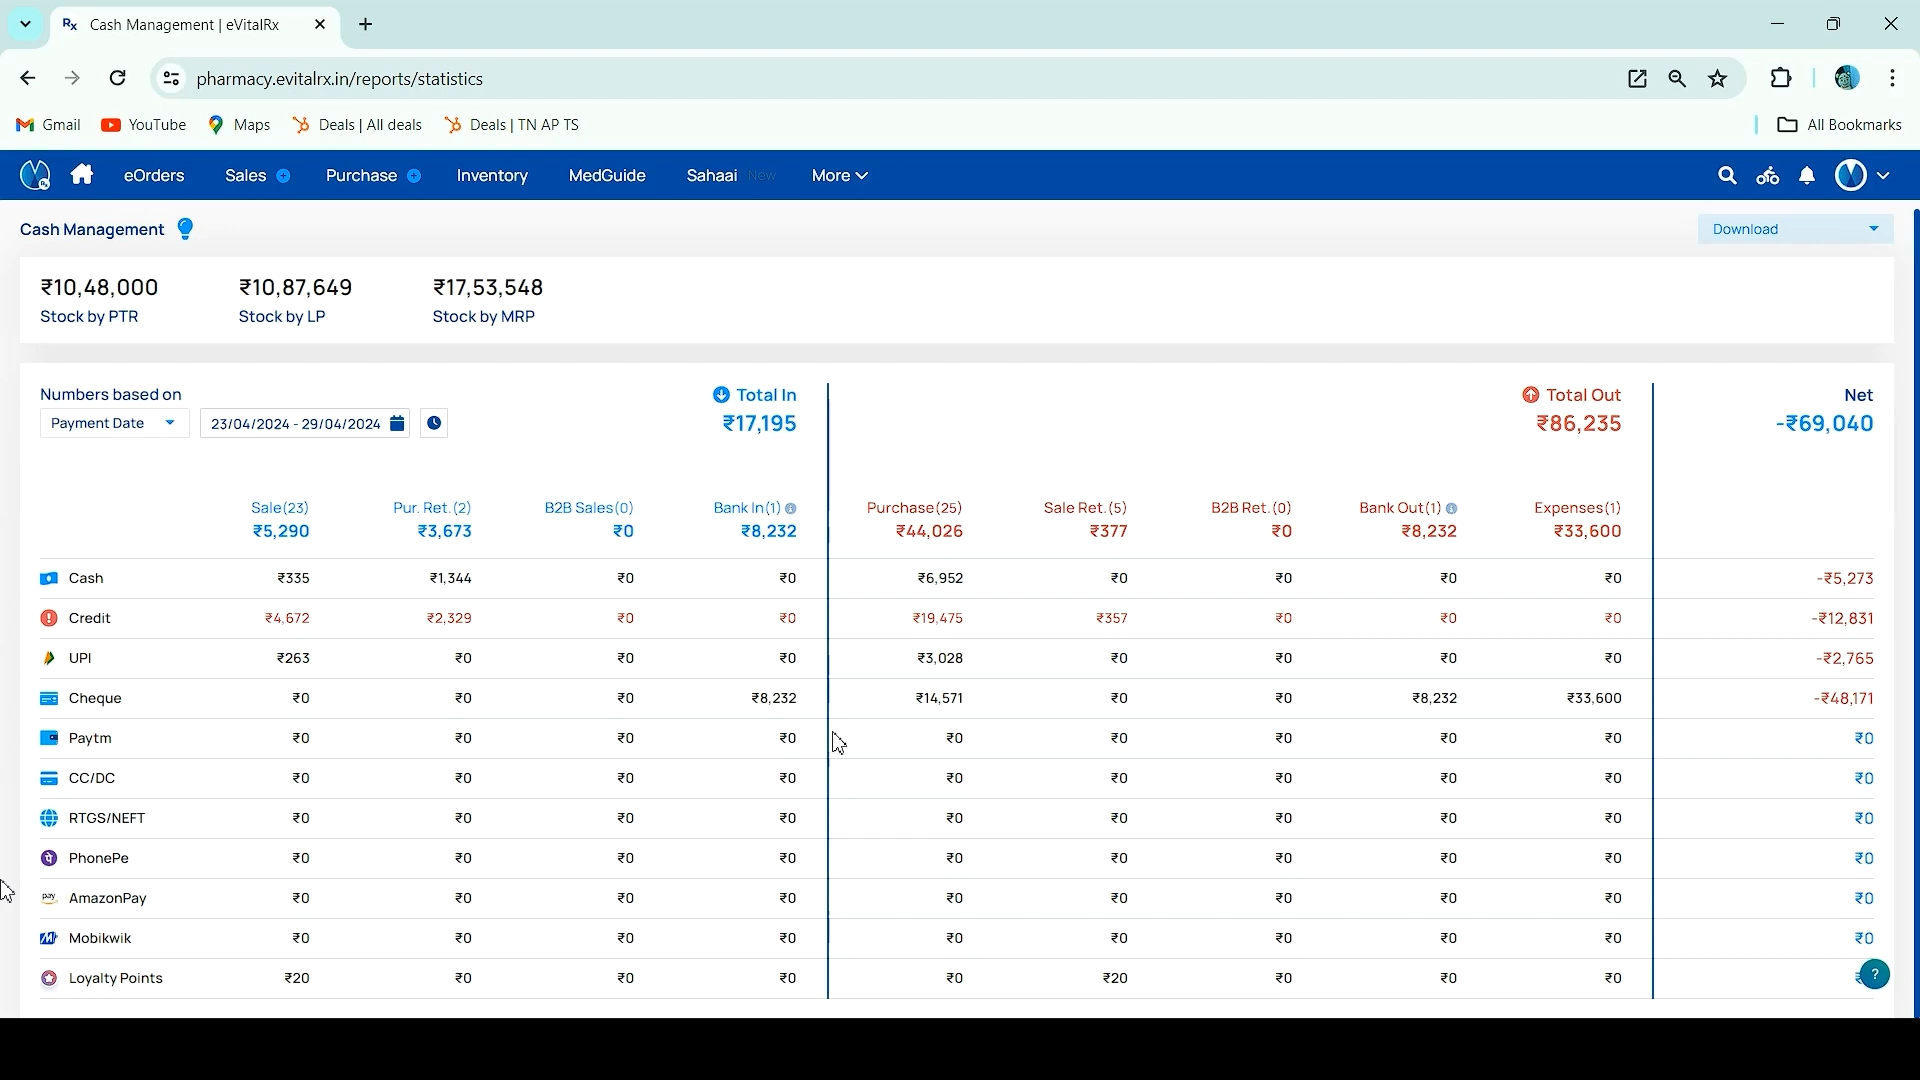 Cash Management | eVitalRx
pharmacy.evitalrx.in/reports/statistics
Gmail YouTube Maps Deals | All deals Deals | TN AP TS All Bookmarks
eOrders Sales Purchase Inventory MedGuide Sahaai New More
Cash Management Download
₹10,48,000 ₹10,87,649 ₹17,53,548
Stock by PTR Stock by LP Stock by MRP
Numbers based on Total In Total Out Net
Payment Date 23/04/2024 - 29/04/2024 ₹17,195 ₹86,235 -₹69,040
Sale(23) Pur. Ret.(2) B2B Sales(0) Bank In(1) Purchase(25) Sale Ret.(5) B2B Ret.(0) Bank Out(1) Expenses(1)
₹5,290 ₹3,673 ₹0 ₹8,232 ₹44,026 ₹377 ₹0 ₹8,232 ₹33,600
Cash ₹335 ₹1,344 ₹0 ₹0 ₹6,952 ₹0 ₹0 ₹0 ₹0 -₹5,273
Credit ₹4,672 ₹2,329 ₹0 ₹0 ₹19,475 ₹357 ₹0 ₹0 ₹0 -₹12,831
UPI ₹263 ₹0 ₹0 ₹0 ₹3,028 ₹0 ₹0 ₹0 ₹0 -₹2,765
Cheque ₹0 ₹0 ₹0 ₹8,232 ₹14,571 ₹0 ₹0 ₹8,232 ₹33,600 -₹48,171
Paytm ₹0 ₹0 ₹0 ₹0 ₹0 ₹0 ₹0 ₹0 ₹0 ₹0
CC/DC ₹0 ₹0 ₹0 ₹0 ₹0 ₹0 ₹0 ₹0 ₹0 ₹0
RTGS/NEFT ₹0 ₹0 ₹0 ₹0 ₹0 ₹0 ₹0 ₹0 ₹0 ₹0
PhonePe ₹0 ₹0 ₹0 ₹0 ₹0 ₹0 ₹0 ₹0 ₹0 ₹0
AmazonPay ₹0 ₹0 ₹0 ₹0 ₹0 ₹0 ₹0 ₹0 ₹0 ₹0
Mobikwik ₹0 ₹0 ₹0 ₹0 ₹0 ₹0 ₹0 ₹0 ₹0 ₹0
Loyalty Points ₹20 ₹0 ₹0 ₹0 ₹0 ₹20 ₹0 ₹0 ₹0 ?